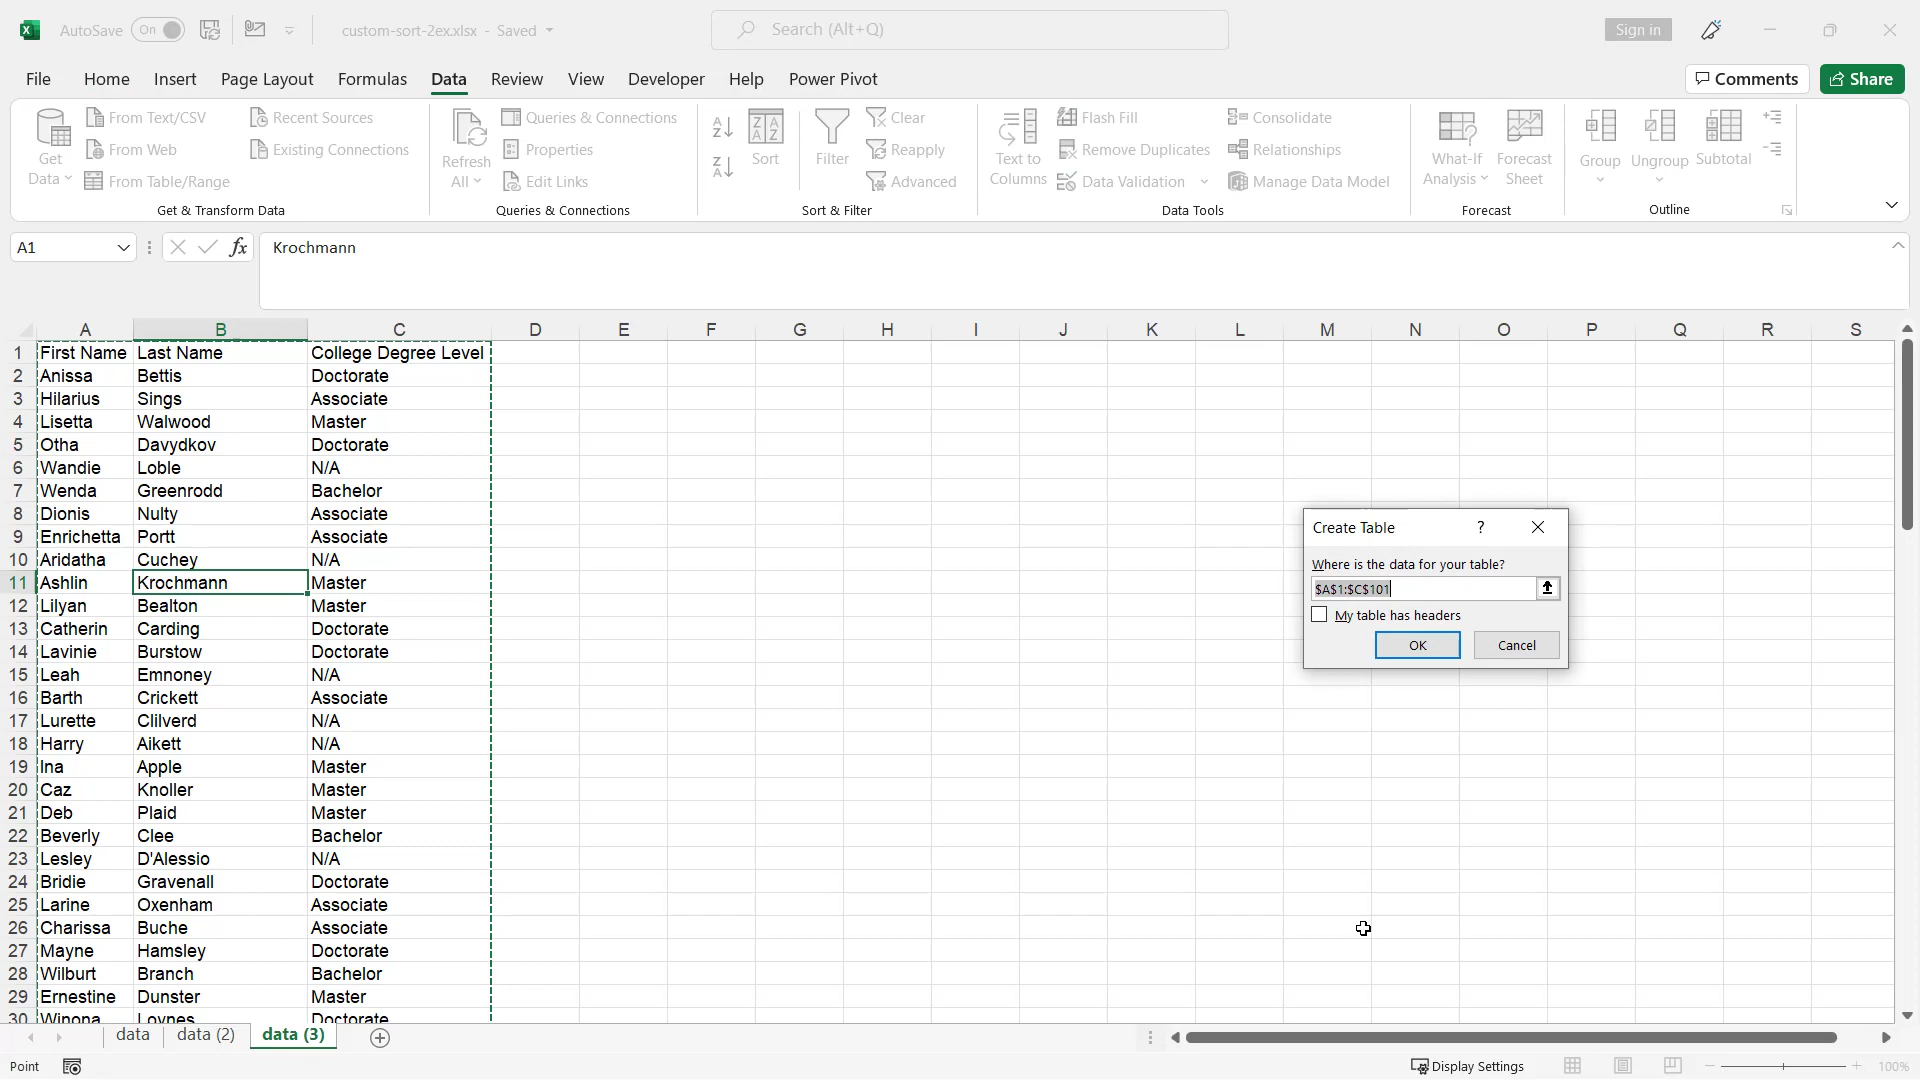 AutoSave On custom-sort-2ex.xlsx - Saved Search (Alt+Q) Sign in
File Home Insert Page Layout Formulas Data Review View Developer Help Power Pivot Comments Share
Get Data From Text/CSV From Web From Table/Range Recent Sources Existing Connections
Get & Transform Data
Refresh All Queries & Connections Properties Edit Links
Queries & Connections
Sort Filter Clear Reapply Advanced
Sort & Filter
Text to Columns Flash Fill Remove Duplicates Data Validation Consolidate Relationships Manage Data Model
Data Tools
What-If Analysis Forecast Sheet
Forecast
Group Ungroup Subtotal
Outline
A1 fx Krochmann
A B C D E F G H I J K L M N O P Q R S
1 First Name Last Name College Degree Level
2 Anissa Bettis Doctorate
3 Hilarius Sings Associate
4 Lisetta Walwood Master
5 Otha Davydkov Doctorate
6 Wandie Loble N/A
7 Wenda Greenrodd Bachelor
8 Dionis Nulty Associate
9 Enrichetta Portt Associate
10 Aridatha Cuchey N/A
11 Ashlin Krochmann Master
12 Lilyan Bealton Master
13 Catherin Carding Doctorate
14 Lavinie Burstow Doctorate
15 Leah Emnoney N/A
16 Barth Crickett Associate
17 Lurette Clilverd N/A
18 Harry Aikett N/A
19 Ina Apple Master
20 Caz Knoller Master
21 Deb Plaid Master
22 Beverly Clee Bachelor
23 Lesley D'Alessio N/A
24 Bridie Gravenall Doctorate
25 Larine Oxenham Associate
26 Charissa Buche Associate
27 Mayne Hamsley Doctorate
28 Wilburt Branch Bachelor
29 Ernestine Dunster Master
30 Winona Loynes Doctorate
Create Table ?
Where is the data for your table?
$A$1:$C$101
My table has headers
OK Cancel
data data (2) data (3)
Point Display Settings 100%